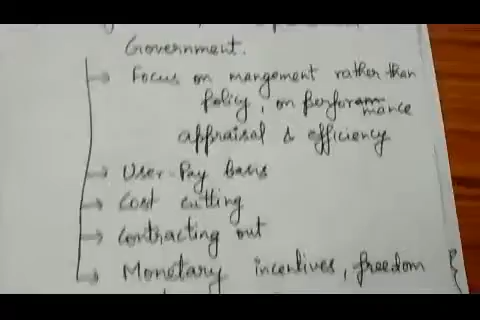 Government.
→ Focus on mangement rather than
policy, on performance
appraisal & efficiency
→ User-Pay basis
→ Cost cutting
→ Contracting out
→ Monetary incentives, freedom